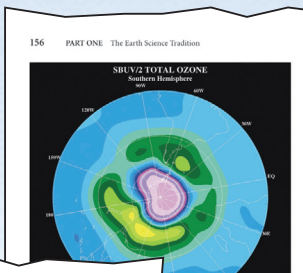 156 PART ONE The Earth Science Tradition
SBUV/2 TOTAL OZONE
Southern Hemisphere
90W
120W
60W
150W
30W
180
EQ